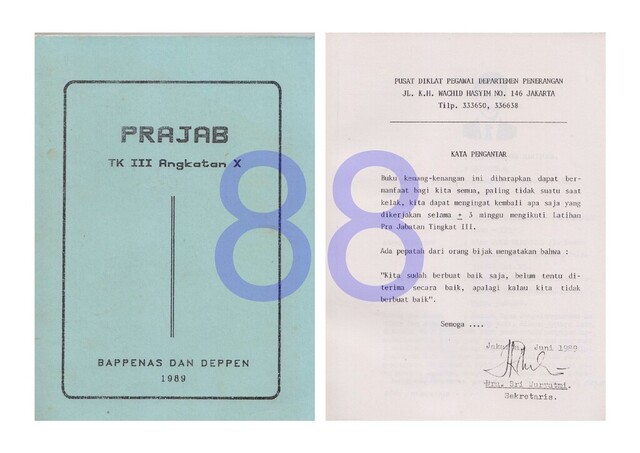 PRAJAB
TK III Angkatan X
BAPPENAS DAN DEPPEN
1989
88
PUSAT DIKLAT PEGAWAI DEPARTEMEN PENERANGAN
JL. K.H. WACHID HASYIM NO. 146 JAKARTA
Tilp. 333650, 336638
KATA PENGANTAR
Buku kenang-kenangan ini diharapkan dapat ber-
manfaat bagi kita semua, paling tidak suatu saat
kelak, kita dapat mengingat kembali apa saja yang
dikerjakan selama ± 3 minggu mengikuti latihan
Pra Jabatan Tingkat III.
Ada pepatah dari orang bijak mengatakan bahwa :
"Kita sudah berbuat baik saja, belum tentu di-
terima secara baik, apalagi kalau kita tidak
berbuat baik".
Semoga ....
Jakarta, Juni 1989
Dra. Sri
Sekretaris.